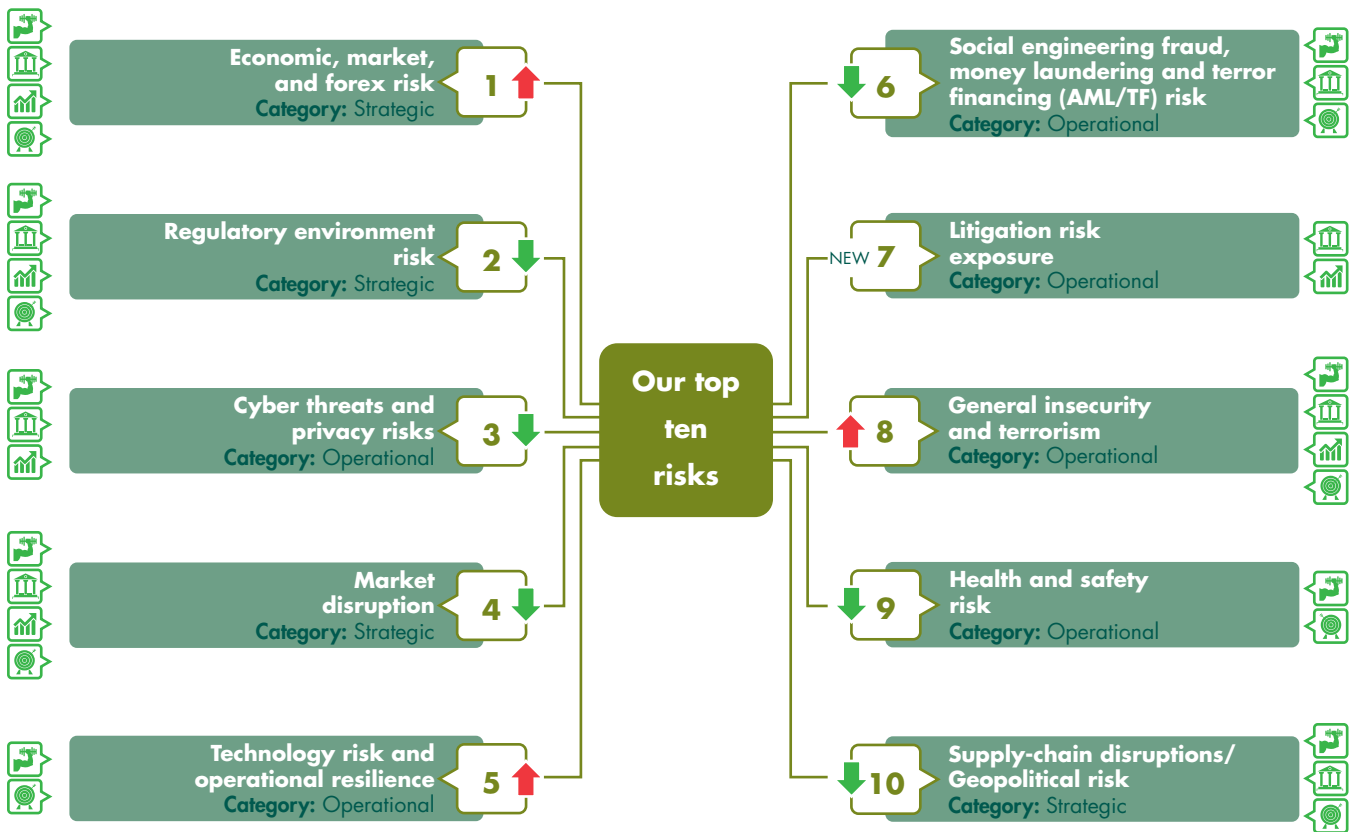 Economic, market,
and forex risk
Category: Strategic
1
Regulatory environment
risk
Category: Strategic
2
Cyber threats and
privacy risks
Category: Operational
3
Market
disruption
Category: Strategic
4
Technology risk and
operational resilience
Category: Operational
5
Our top
ten
risks
6
Social engineering fraud,
money laundering and terror
financing (AML/TF) risk
Category: Operational
NEW 7
Litigation risk
exposure
Category: Operational
8
General insecurity
and terrorism
Category: Operational
9
Health and safety
risk
Category: Operational
10
Supply-chain disruptions/
Geopolitical risk
Category: Strategic